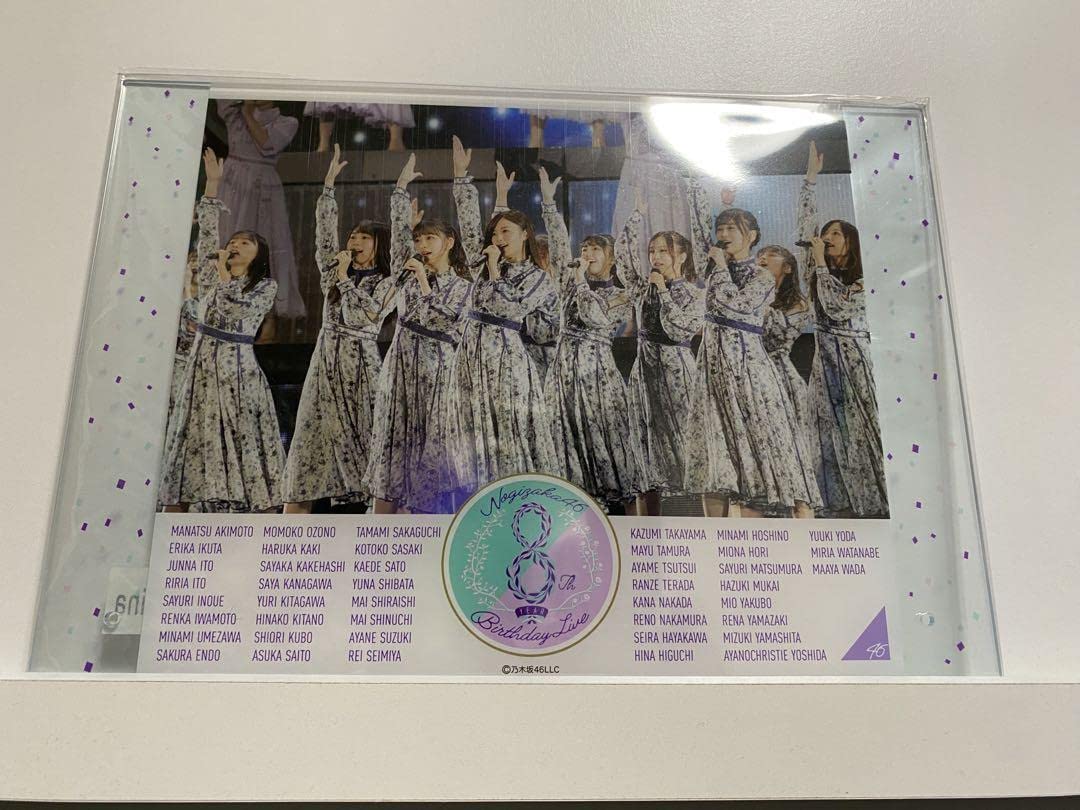 MANATSU AKIMOTO
ERIKA IKUTA
JUNNA ITO
RIRIA ITO
SAYURI INOUE
RENKA IWAMOTO
MINAMI UMEZAWA
SAKURA ENDO
MOMOKO OZONO
HARUKA KAKI
SAYAKA KAKEHASHI
SAYA KANAGAWA
YURI KITAGAWA
HINAKO KITANO
SHIORI KUBO
ASUKA SAITO
TAMAMI SAKAGUCHI
KOTOKO SASAKI
KAEDE SATO
YUNA SHIBATA
MAI SHIRAISHI
MAI SHINUCHI
AYANE SUZUKI
REI SEIMIYA
Nogizaka46
8
Th
YEAR
Birthday Live
KAZUMI TAKAYAMA
MAYU TAMURA
AYAME TSUTSUI
RANZE TERADA
KANA NAKADA
RENO NAKAMURA
SEIRA HAYAKAWA
HINA HIGUCHI
MINAMI HOSHINO
MIONA HORI
SAYURI MATSUMURA
HAZUKI MUKAI
MIO YAKUBO
RENA YAMAZAKI
MIZUKI YAMASHITA
AYANOCHRISTIE YOSHIDA
YUUKI YODA
MIRIA WATANABE
MAAYA WADA
46
©乃木坂46LLC